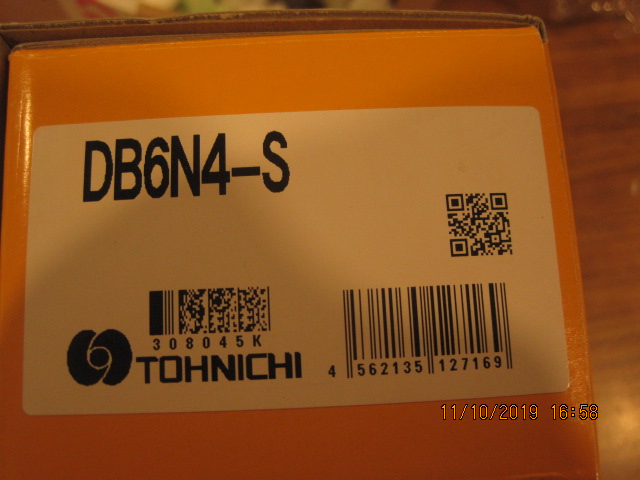 DB6N4-S
308045K
TOHNICHI
4 562135 127169
11/10/2019 16:58